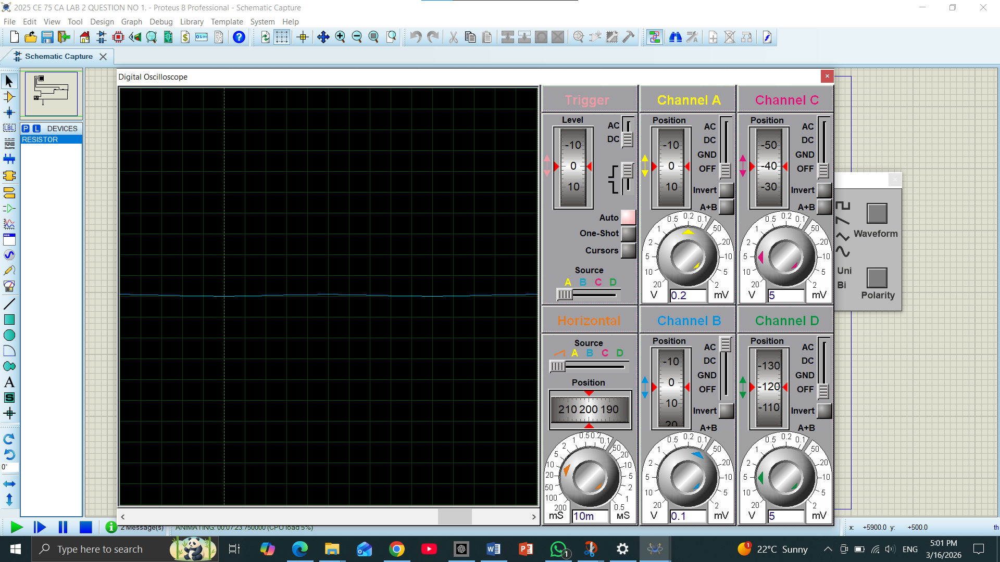 2025 CE 75 CA LAB 2 QUESTION NO 1. - Proteus 8 Professional - Schematic Capture
File Edit View Tool Design Graph Debug Library Template System Help
Schematic Capture
Digital Oscilloscope
P L DEVICES
RESISTOR
LBL
A
S
0°
Trigger
Level
AC
DC
-10
0
10
Auto
One-Shot
Cursors
Source
A B C D
Channel A
Position
AC
DC
GND
OFF
-10
0
10
Invert
A+B
20 10 5 2 1 0.5 0.2 0.1 50 20 10 5 2
V 0.2 mV
Channel C
Position
AC
DC
GND
OFF
-50
-40
-30
Invert
A+B
20 10 5 2 1 0.5 0.2 0.1 50 20 10 5 2
V 5 mV
Waveform
Uni
Bi
Polarity
Horizontal
Source
A B C D
Position
210 200 190
200 100 50 20 10 5 2 1 0.5 0.2 0.1 50 20 10 5 2 1 0.5
mS 10m µS
Channel B
Position
AC
DC
GND
OFF
-10
0
10
20
Invert
A+B
20 10 5 2 1 0.5 0.2 0.1 50 20 10 5 2
V 0.1 mV
Channel D
Position
AC
DC
GND
OFF
-130
-120
-110
Invert
A+B
20 10 5 2 1 0.5 0.2 0.1 50 20 10 5 2
V 5 mV
2 Message(s) ANIMATING: 00:07:23.750000 (CPU load 5%)
x: +5900.0 y: +500.0 th
Type here to search
1
1
22°C Sunny
ENG
5:01 PM
3/16/2026